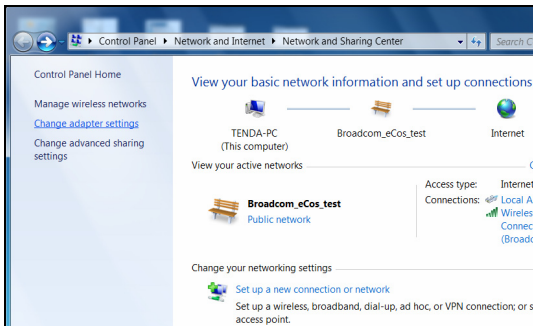 Control Panel ▸ Network and Internet ▸ Network and Sharing Center
Search C
Control Panel Home
Manage wireless networks
Change adapter settings
Change advanced sharing
settings
View your basic network information and set up connections
TENDA-PC
(This computer)
Broadcom_eCos_test
Internet
View your active networks
Broadcom_eCos_test
Public network
Access type: Internet
Connections: Local A
Wireles
Connec
(Broadc
Change your networking settings
Set up a new connection or network
Set up a wireless, broadband, dial-up, ad hoc, or VPN connection; or s
access point.